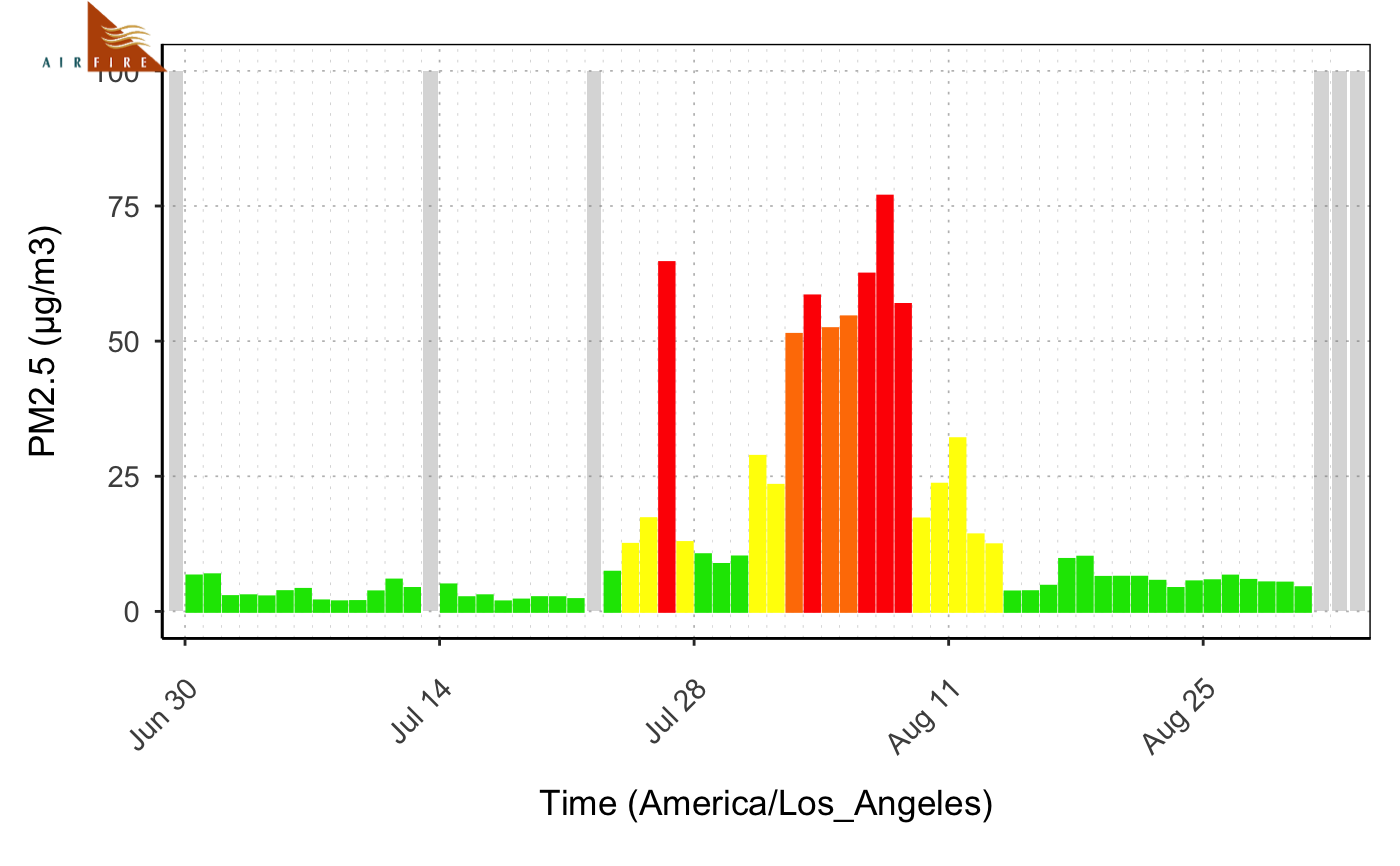 AIRFIRE
100
75
50
25
0
PM2.5 (µg/m3)
Jun 30
Jul 14
Jul 28
Aug 11
Aug 25
Time (America/Los_Angeles)